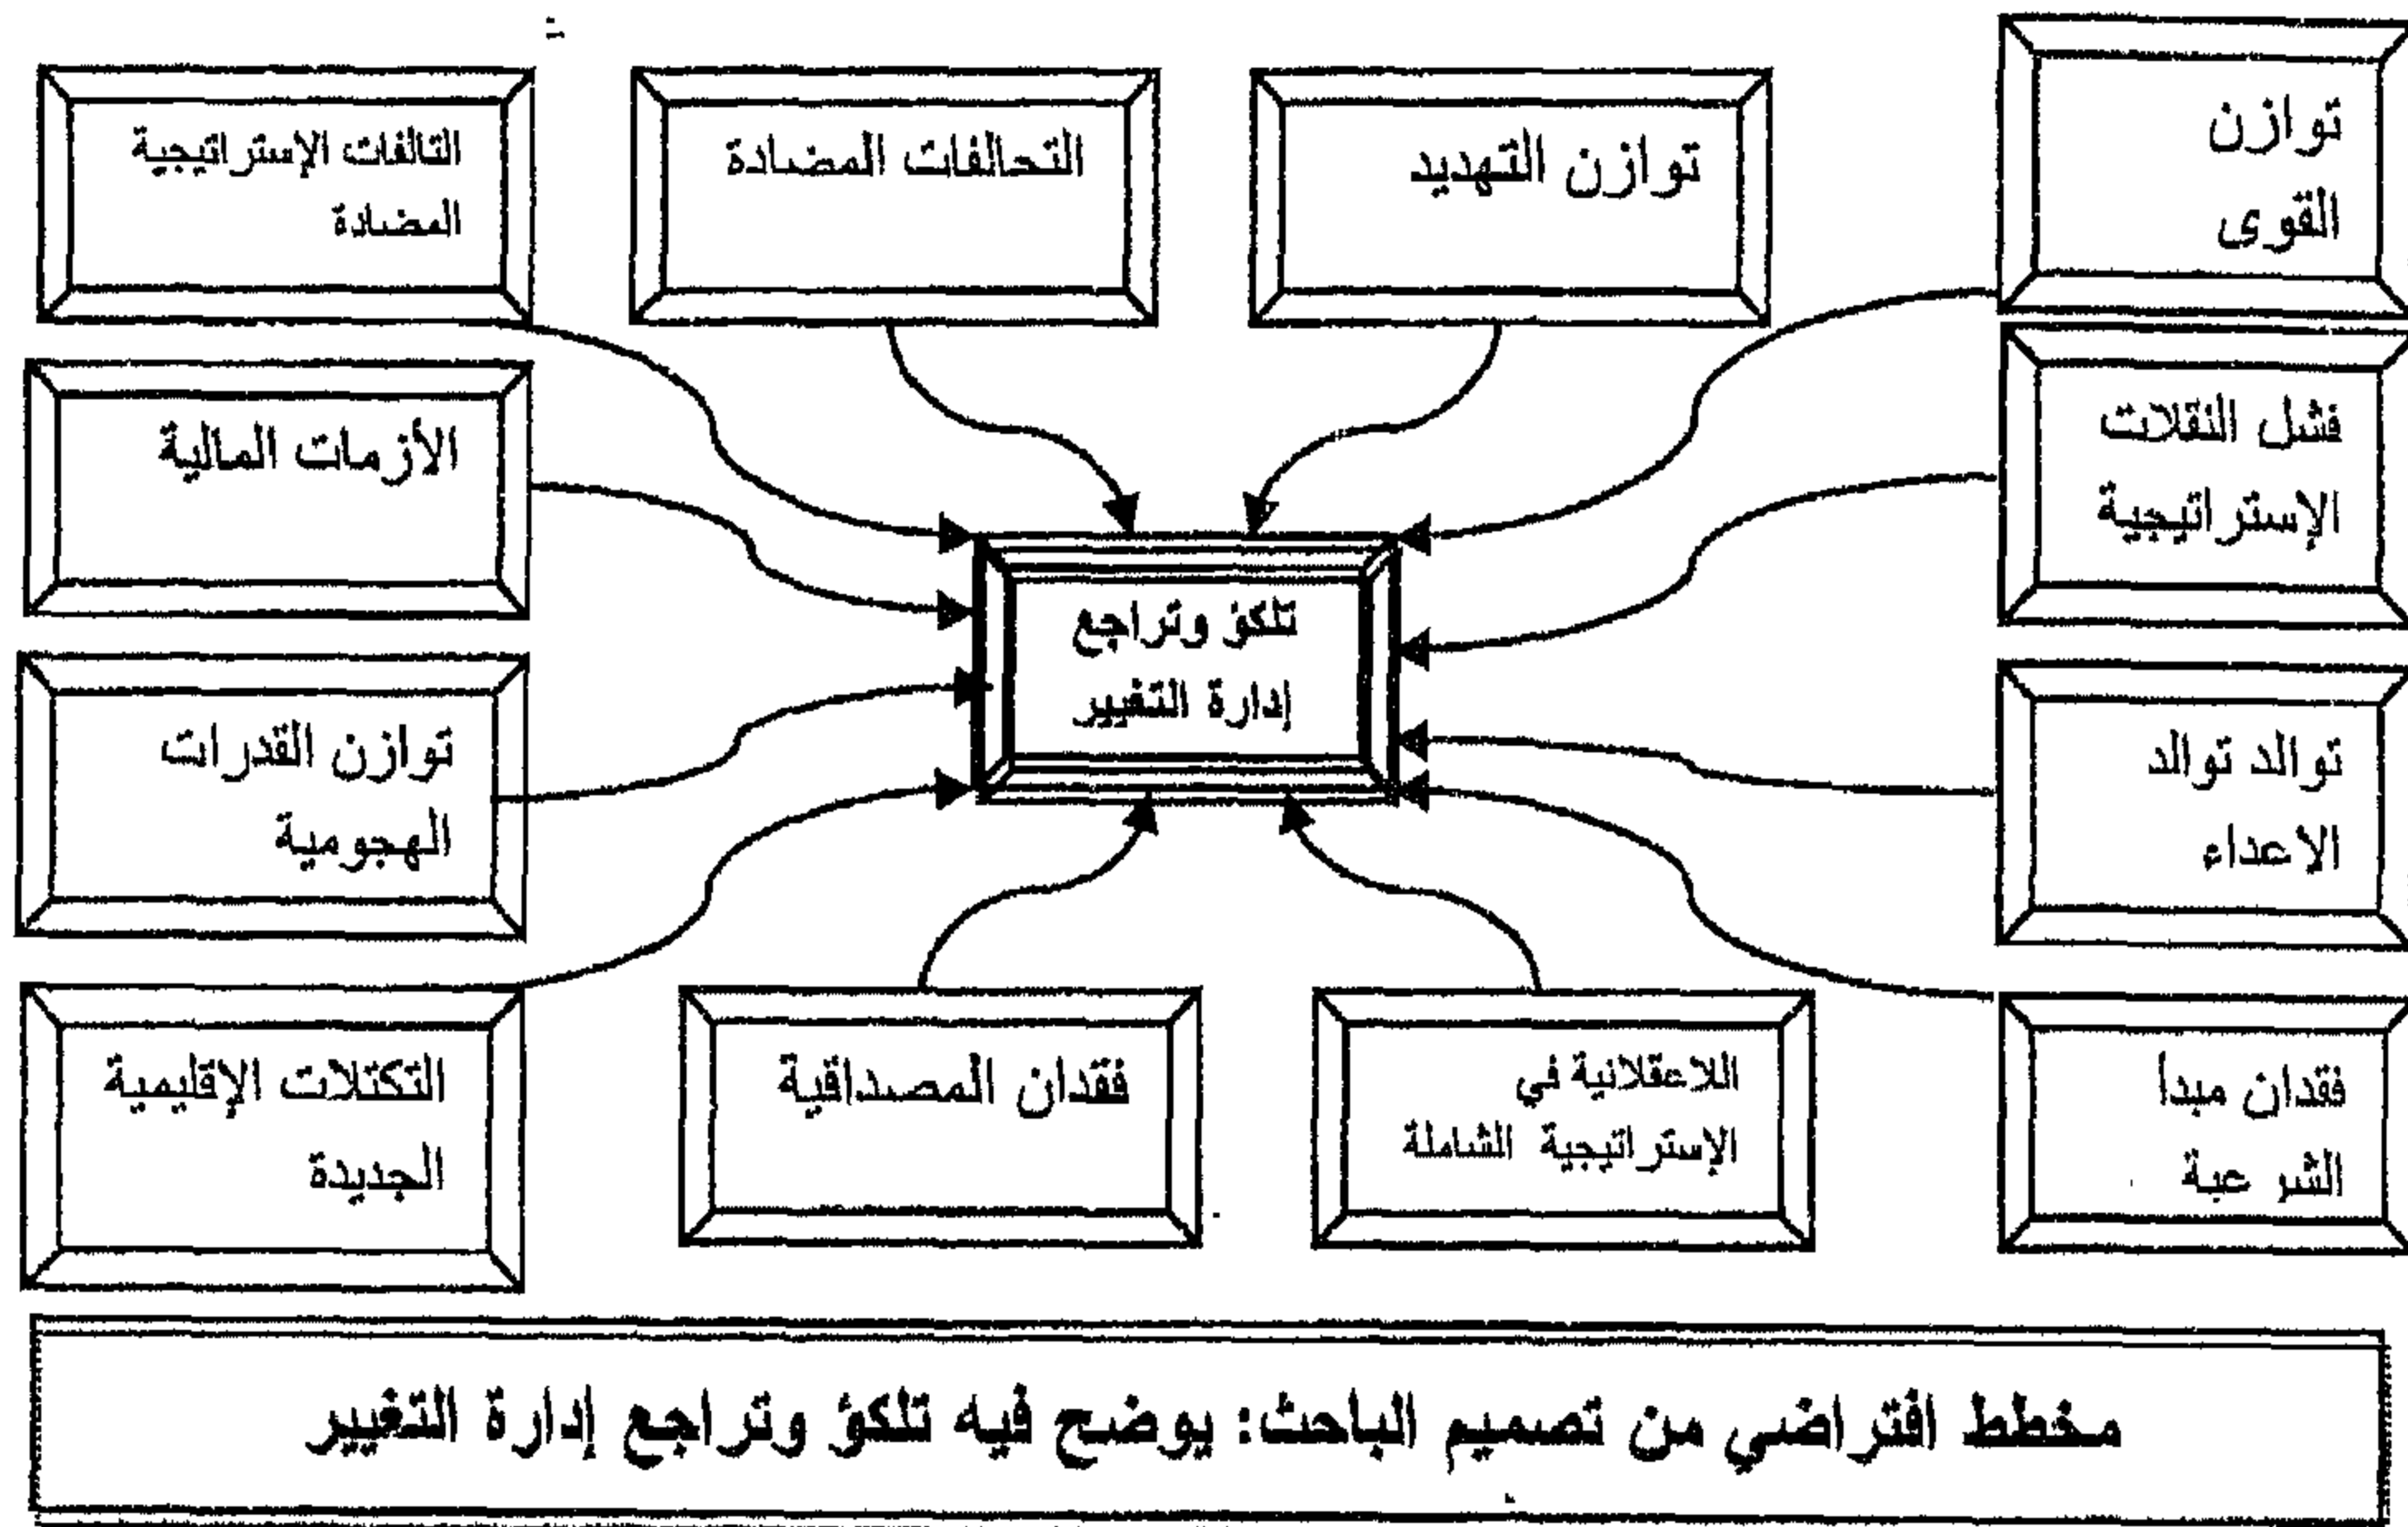 توازن
القوى
توازن التهديد
التحالفات المضادة
التالفات الإستراتيجية
المضادة
فشل النقلات
الإستراتيجية
الأزمات المالية
تلكؤ وتراجع
إدارة التغيير
توالد توالد
الاعداء
توازن القدرات
الهجومية
فقدان مبدا
الشرعية
اللاعقلانية في
الإستراتيجية الشاملة
فقدان المصداقية
التكتلات الإقليمية
الجديدة
مخطط افتراضي من تصميم الباحث: يوضح فيه تلكؤ وتراجع إدارة التغيير